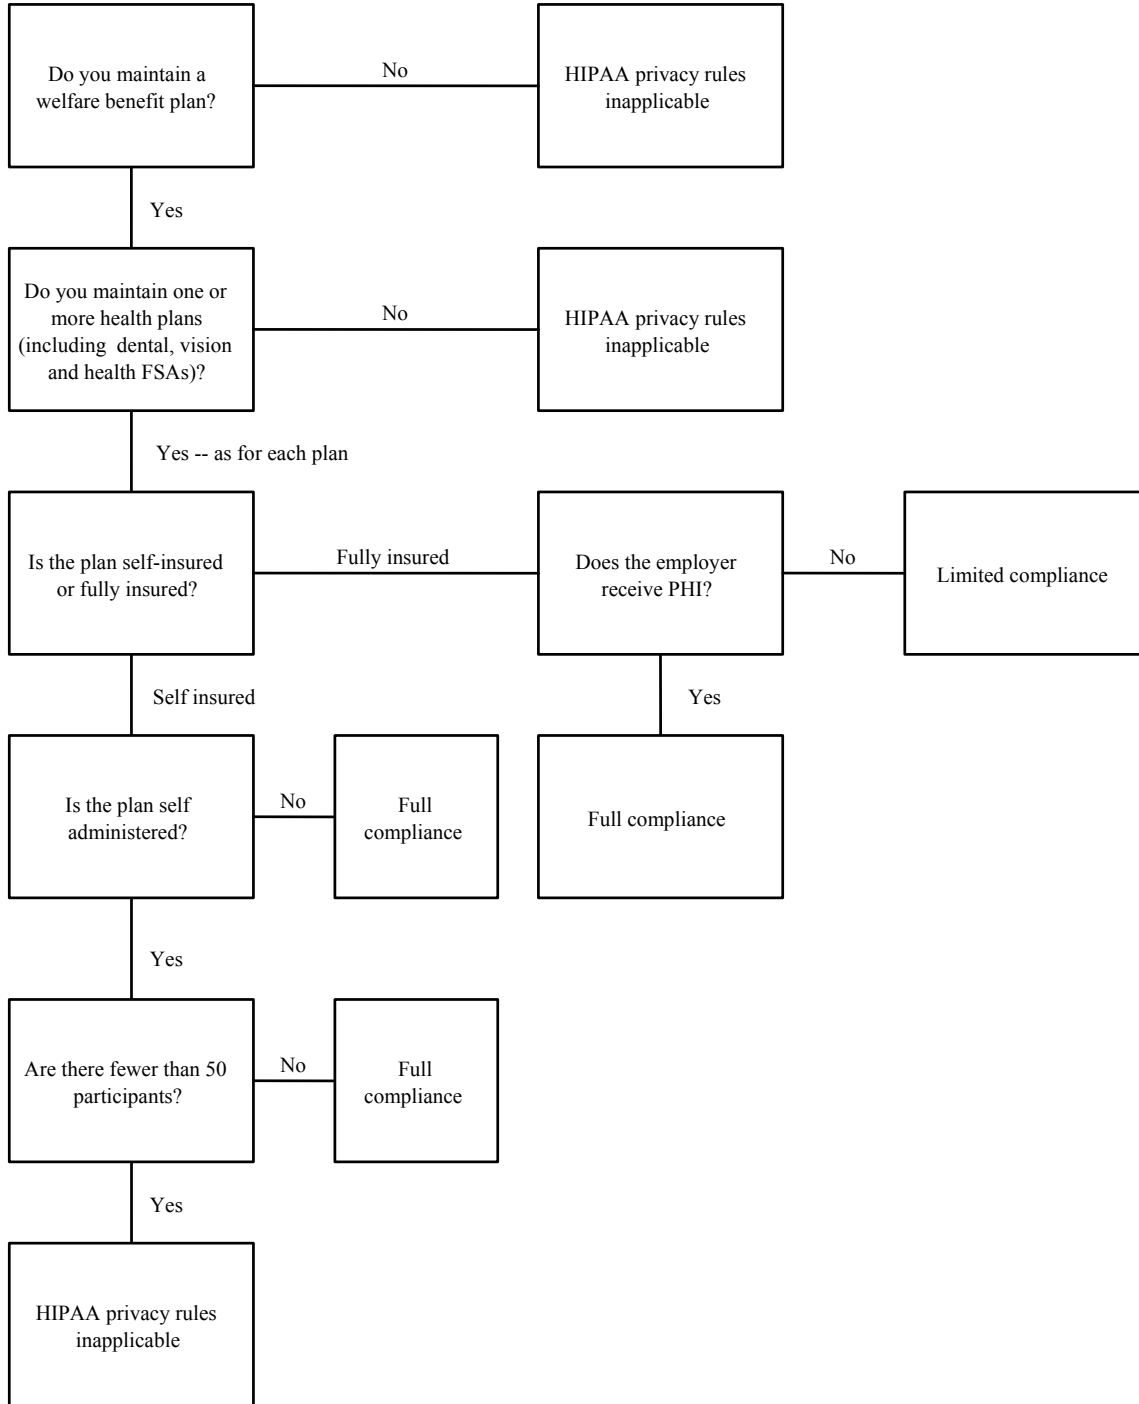 Do you maintain a
welfare benefit plan?
No
HIPAA privacy rules
inapplicable
Yes
Do you maintain one or
more health plans
(including dental, vision
and health FSAs)?
No
HIPAA privacy rules
inapplicable
Yes -- as for each plan
Is the plan self-insured
or fully insured?
Fully insured
Does the employer
receive PHI?
No
Limited compliance
Self insured
Yes
Is the plan self
administered?
No
Full
compliance
Full compliance
Yes
Are there fewer than 50
participants?
No
Full
compliance
Yes
HIPAA privacy rules
inapplicable